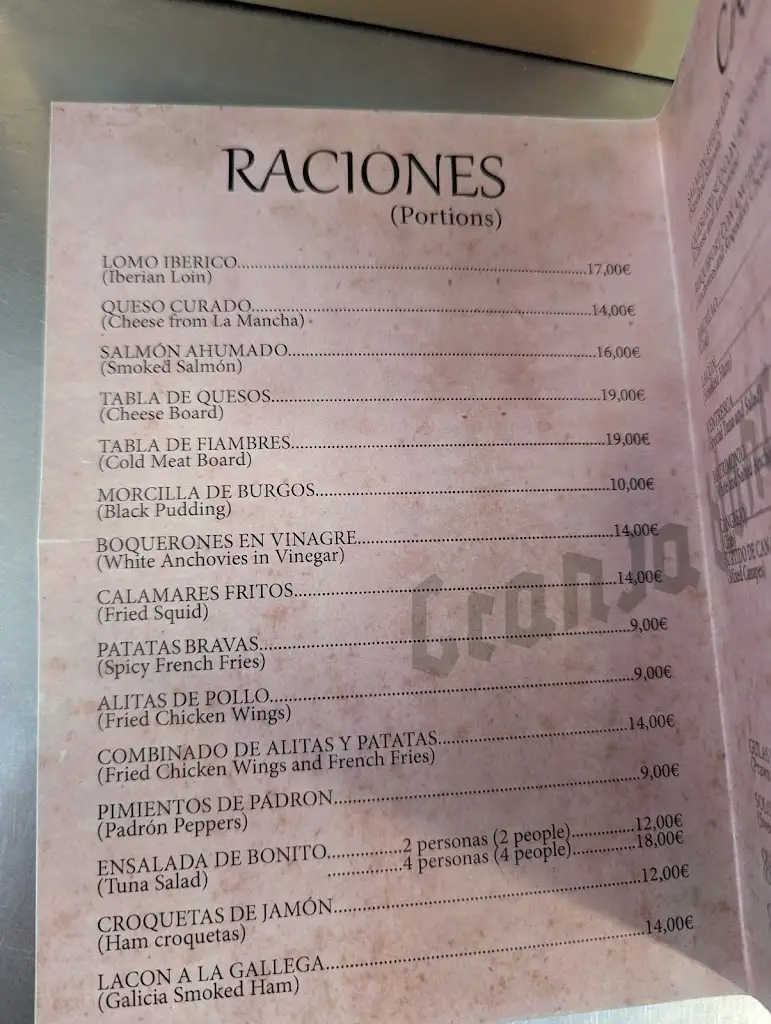 RACIONES
(Portions)
LOMO IBERICO..........17,00€
(Iberian Loin)
QUESO CURADO..........14,00€
(Cheese from La Mancha)
SALMÓN AHUMADO..........16,00€
(Smoked Salmón)
TABLA DE QUESOS..........19,00€
(Cheese Board)
TABLA DE FIAMBRES..........19,00€
(Cold Meat Board)
MORCILLA DE BURGOS..........10,00€
(Black Pudding)
BOQUERONES EN VINAGRE..........14,00€
(White Anchovies in Vinegar)
CALAMARES FRITOS..........14,00€
(Fried Squid)
PATATAS BRAVAS..........9,00€
(Spicy French Fries)
ALITAS DE POLLO..........9,00€
(Fried Chicken Wings)
COMBINADO DE ALITAS Y PATATAS..........14,00€
(Fried Chicken Wings and French Fries)
PIMIENTOS DE PADRON..........9,00€
(Padrón Peppers)
ENSALADA DE BONITO..........2 personas (2 people)..........12,00€
(Tuna Salad) ..........4 personas (4 people)..........18,00€
CROQUETAS DE JAMÓN..........12,00€
(Ham croquetas)
LACON A LA GALLEGA..........14,00€
(Galicia Smoked Ham)
Granja